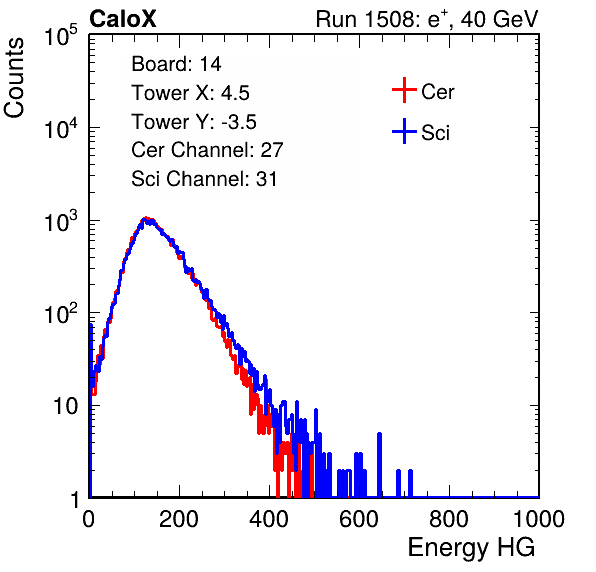 CaloX Run 1508: e⁺, 40 GeV
Counts
Board: 14
Tower X: 4.5
Tower Y: -3.5
Cer Channel: 27
Sci Channel: 31
Cer
Sci
10⁵
10⁴
10³
10²
10
1
0 200 400 600 800 1000
Energy HG